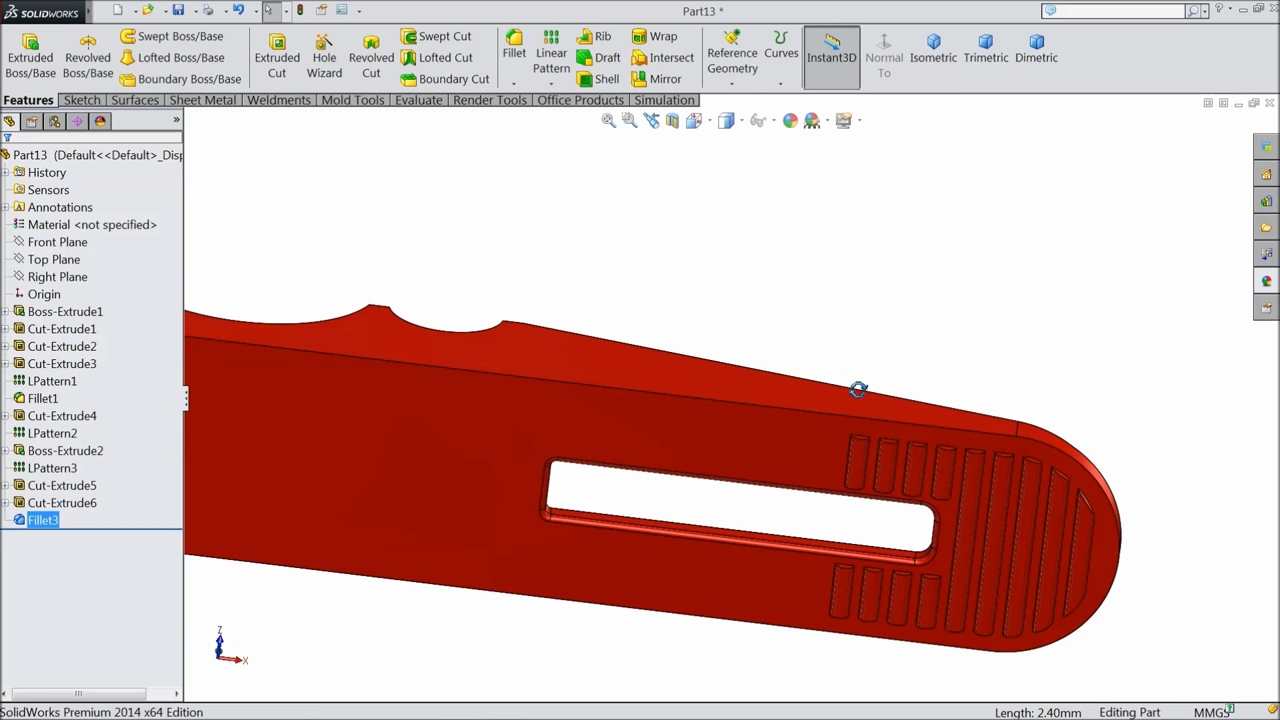 SOLIDWORKS
Part13 *
Extruded Boss/Base
Revolved Boss/Base
Swept Boss/Base
Lofted Boss/Base
Boundary Boss/Base
Extruded Cut
Hole Wizard
Revolved Cut
Swept Cut
Lofted Cut
Boundary Cut
Fillet
Linear Pattern
Rib
Draft
Shell
Wrap
Intersect
Mirror
Reference Geometry
Curves
Instant3D
Normal To
Isometric
Trimetric
Dimetric
Features Sketch Surfaces Sheet Metal Weldments Mold Tools Evaluate Render Tools Office Products Simulation
Part13 (Default<<Default>_Disp
History
Sensors
Annotations
Material <not specified>
Front Plane
Top Plane
Right Plane
Origin
Boss-Extrude1
Cut-Extrude1
Cut-Extrude2
Cut-Extrude3
LPattern1
Fillet1
Cut-Extrude4
LPattern2
Boss-Extrude2
LPattern3
Cut-Extrude5
Cut-Extrude6
Fillet3
Z
X
SolidWorks Premium 2014 x64 Edition
Length: 2.40mm Editing Part MMGS